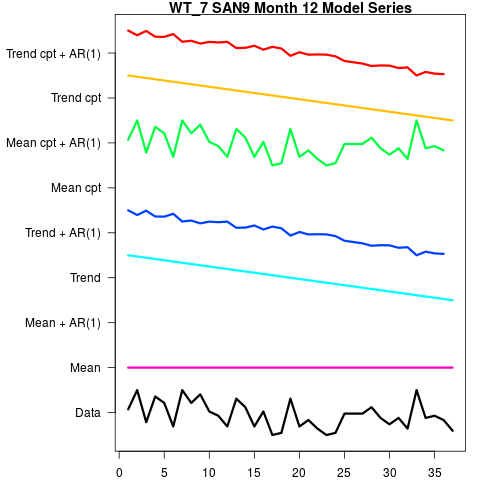 WT_7 SAN9 Month 12 Model Series
Trend cpt + AR(1)
Trend cpt
Mean cpt + AR(1)
Mean cpt
Trend + AR(1)
Trend
Mean + AR(1)
Mean
Data
0 5 10 15 20 25 30 35